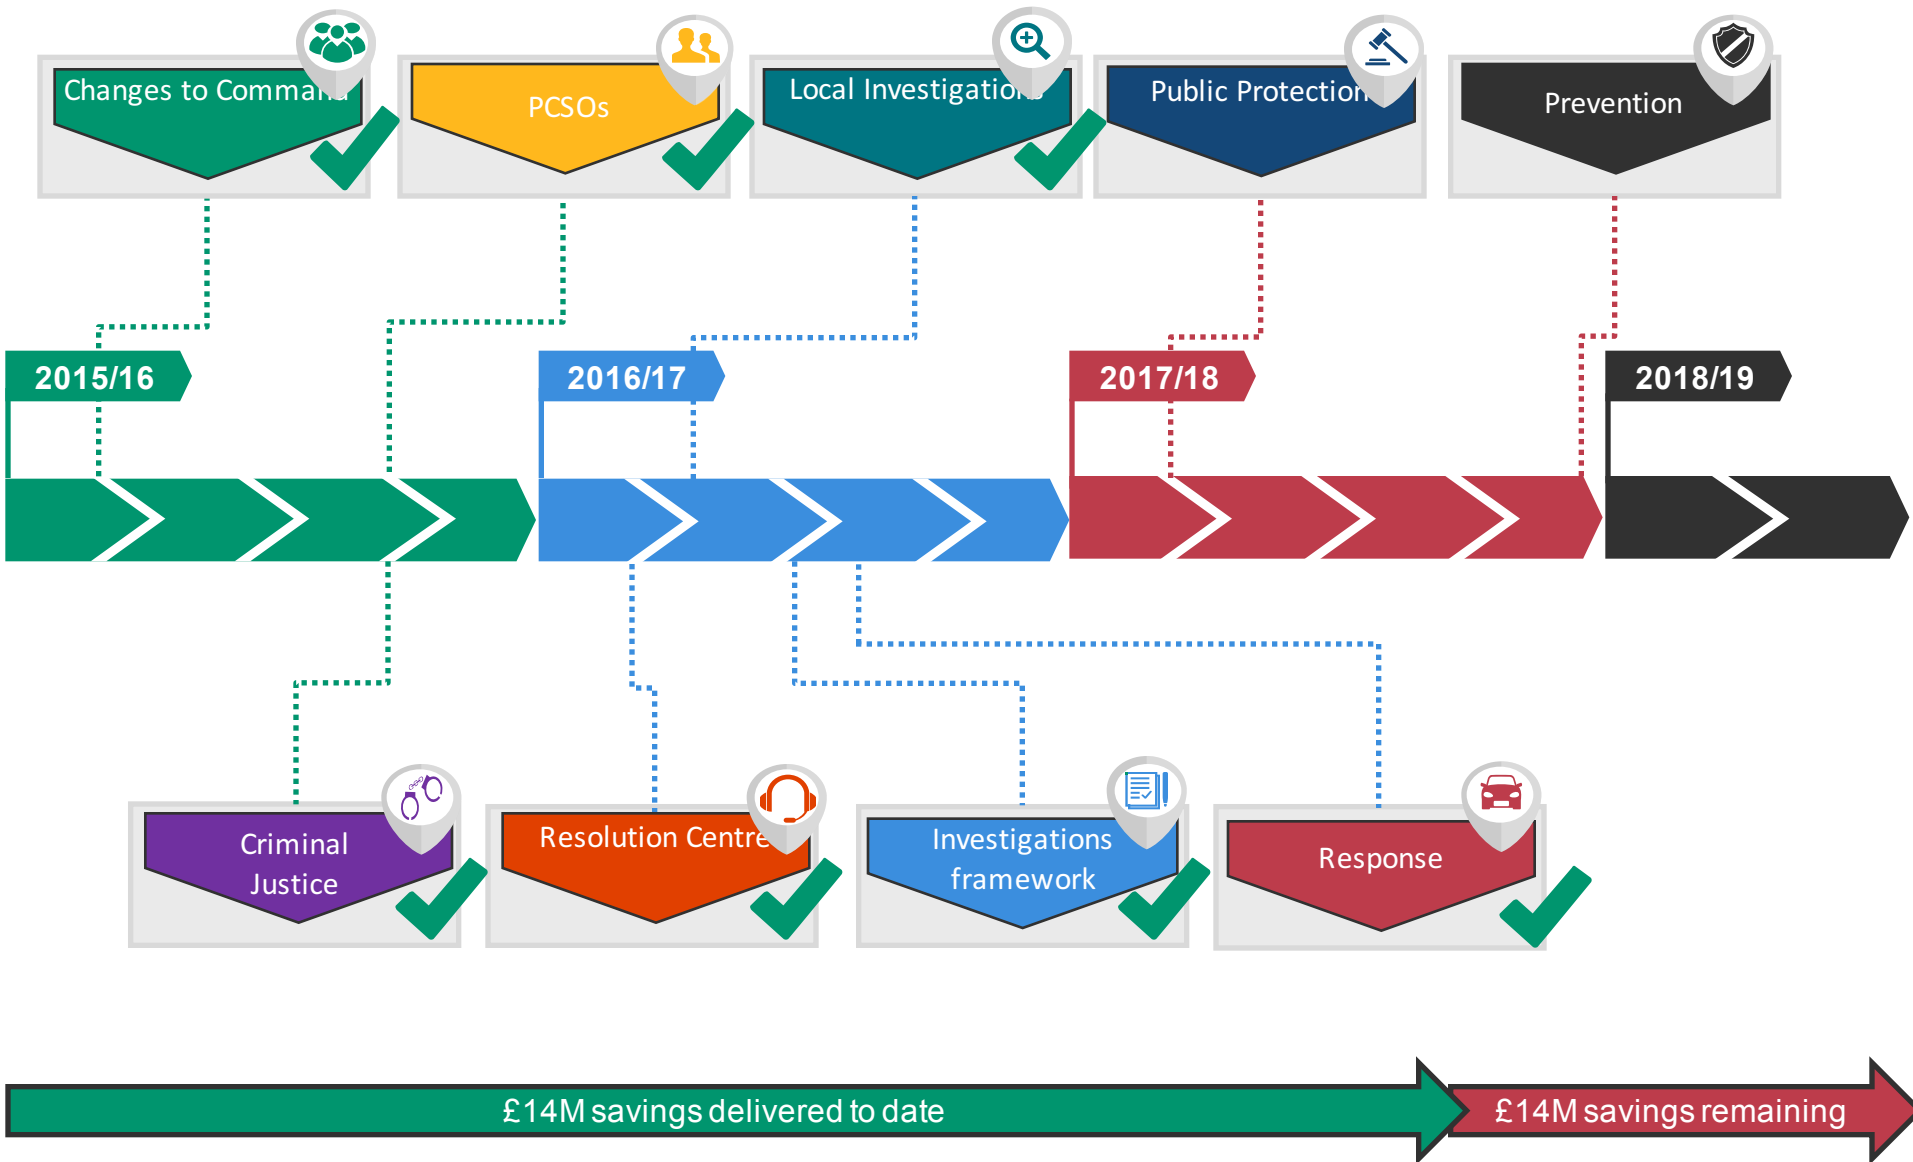 Changes to Command
PCSOs
Local Investigations
Public Protection
Prevention
2015/16
2016/17
2017/18
2018/19
Criminal
Justice
Resolution Centre
Investigations
framework
Response
£14M savings delivered to date
£14M savings remaining